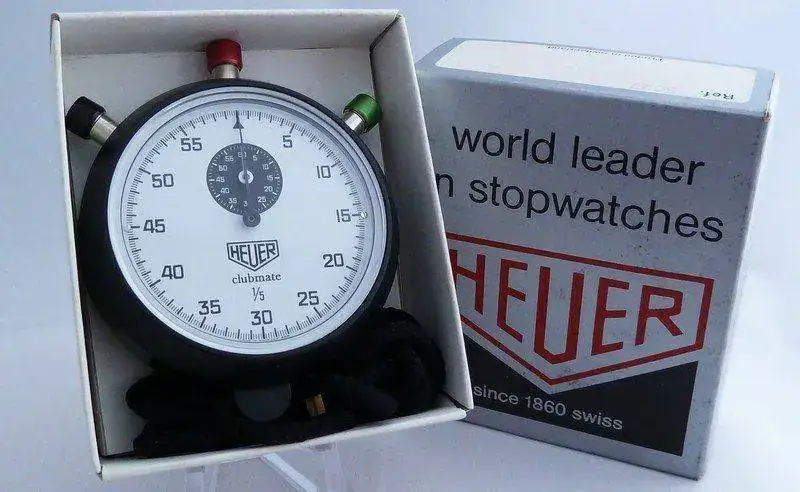 55
5
50
10
45
15
40
20
35
30
25
HEUER
clubmate
1/5
Ref.
world leader
n stopwatches
HEUER
since 1860 swiss